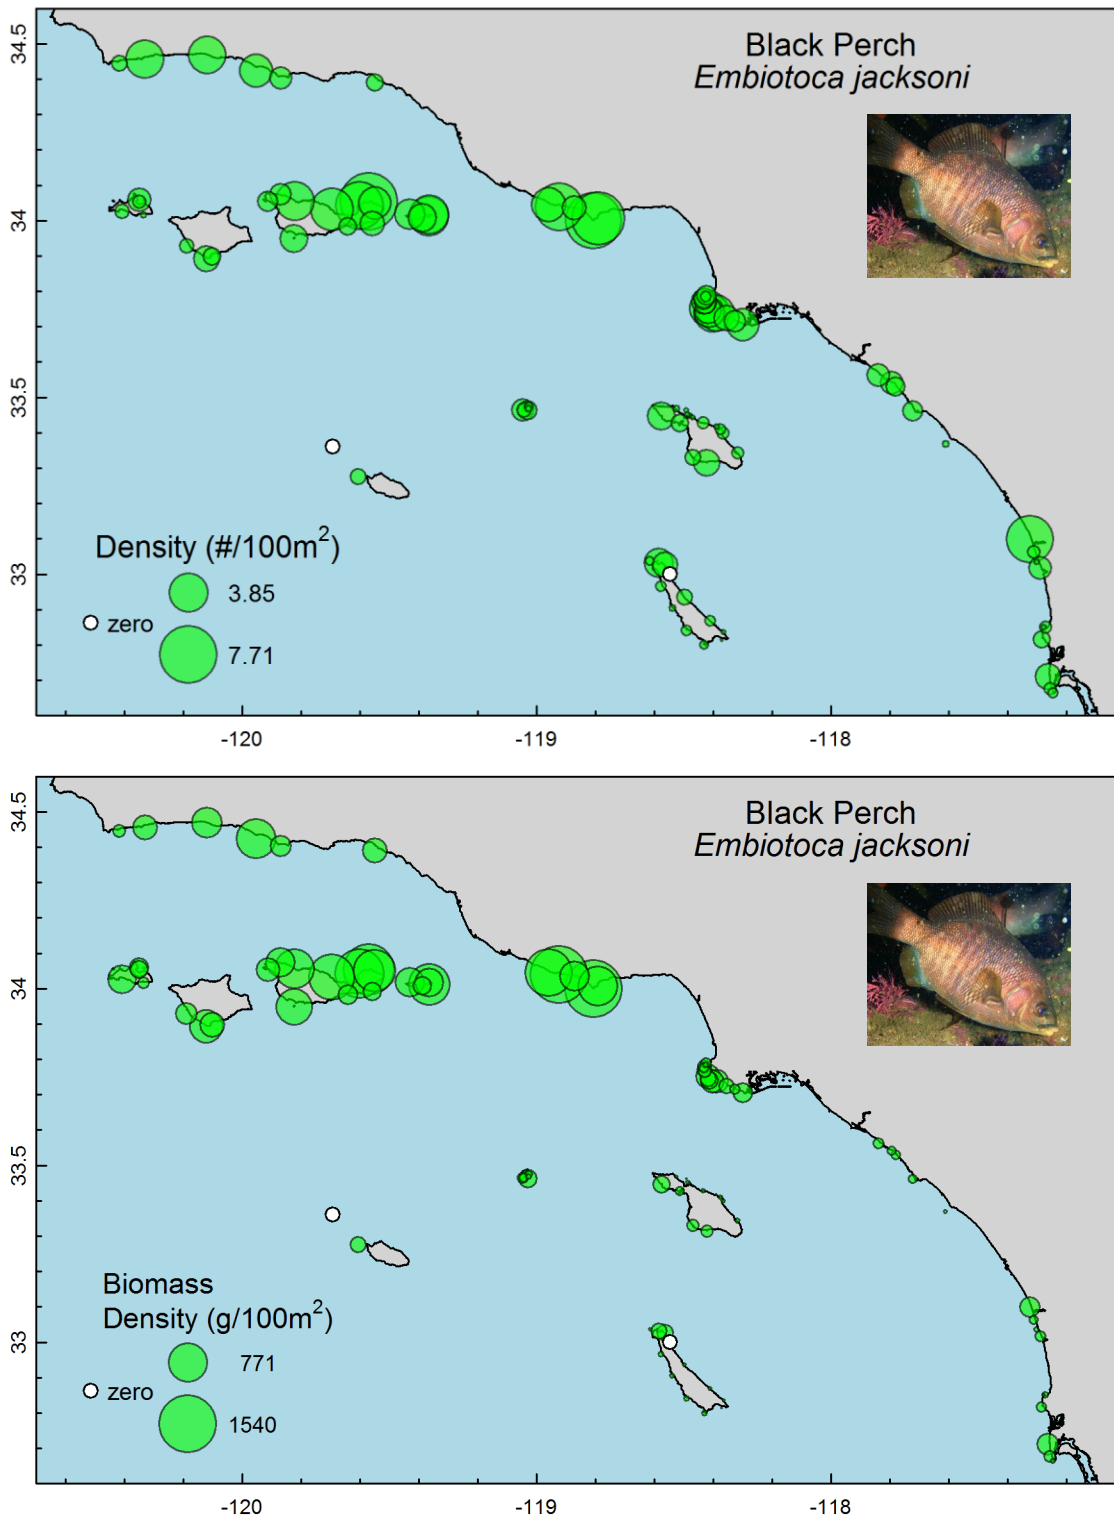 Black Perch
Embiotoca jacksoni
34.5
34
33.5
33
Density (#/100m²)
3.85
zero
7.71
-120
-119
-118
Black Perch
Embiotoca jacksoni
34.5
34
33.5
33
Biomass
Density (g/100m²)
771
zero
1540
-120
-119
-118